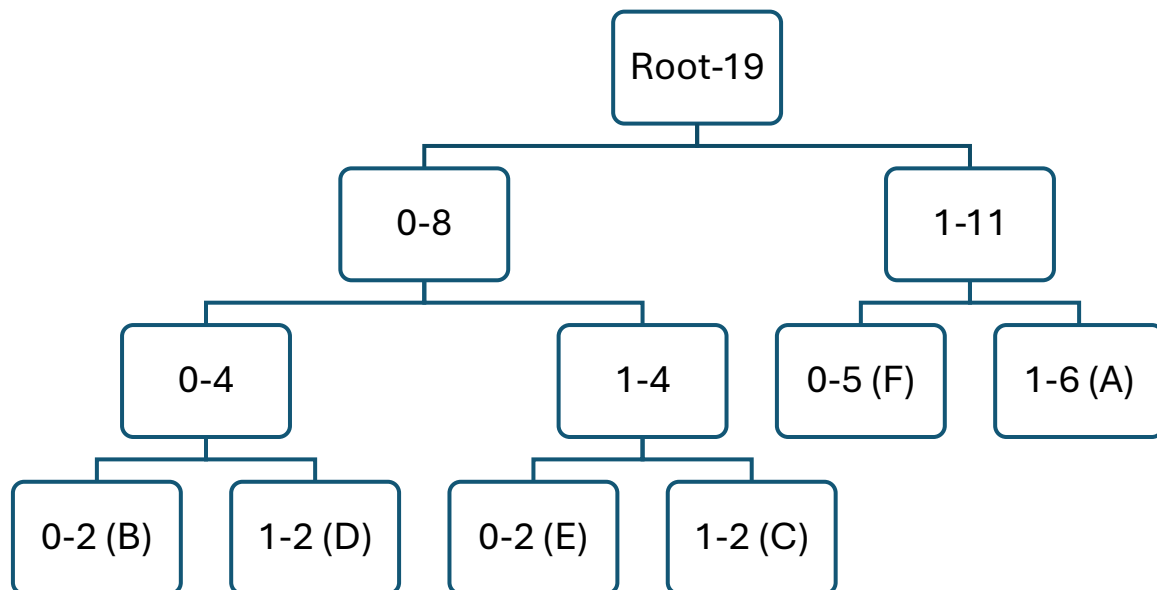 Root-19
0-8
1-11
0-4
1-4
0-5 (F)
1-6 (A)
0-2 (B)
1-2 (D)
0-2 (E)
1-2 (C)